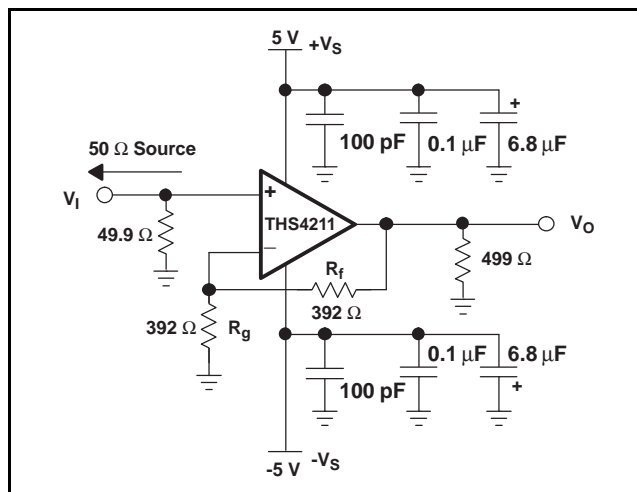 5 V
+VS
+
100 pF
0.1 µF
6.8 µF
50 Ω Source
VI
+
THS4211
−
VO
49.9 Ω
499 Ω
Rf
392 Ω
392 Ω
Rg
0.1 µF
6.8 µF
100 pF
+
-5 V
-VS